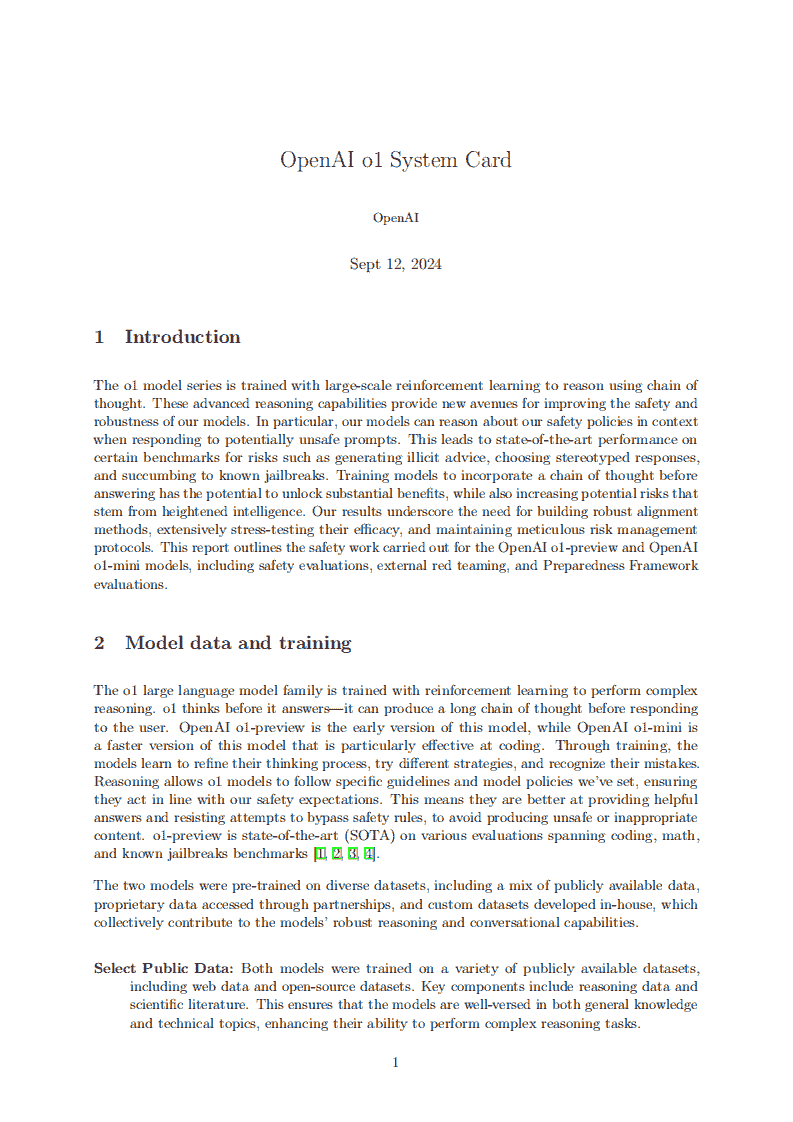 OpenAI o1 System Card
OpenAI
Sept 12, 2024
1 Introduction
The o1 model series is trained with large-scale reinforcement learning to reason using chain of
thought. These advanced reasoning capabilities provide new avenues for improving the safety and
robustness of our models. In particular, our models can reason about our safety policies in context
when responding to potentially unsafe prompts. This leads to state-of-the-art performance on
certain benchmarks for risks such as generating illicit advice, choosing stereotyped responses,
and succumbing to known jailbreaks. Training models to incorporate a chain of thought before
answering has the potential to unlock substantial benefits, while also increasing potential risks that
stem from heightened intelligence. Our results underscore the need for building robust alignment
methods, extensively stress-testing their efficacy, and maintaining meticulous risk management
protocols. This report outlines the safety work carried out for the OpenAI o1-preview and OpenAI
o1-mini models, including safety evaluations, external red teaming, and Preparedness Framework
evaluations.
2 Model data and training
The o1 large language model family is trained with reinforcement learning to perform complex
reasoning. o1 thinks before it answers—it can produce a long chain of thought before responding
to the user. OpenAI o1-preview is the early version of this model, while OpenAI o1-mini is
a faster version of this model that is particularly effective at coding. Through training, the
models learn to refine their thinking process, try different strategies, and recognize their mistakes.
Reasoning allows o1 models to follow specific guidelines and model policies we've set, ensuring
they act in line with our safety expectations. This means they are better at providing helpful
answers and resisting attempts to bypass safety rules, to avoid producing unsafe or inappropriate
content. o1-preview is state-of-the-art (SOTA) on various evaluations spanning coding, math,
and known jailbreaks benchmarks [1, 2, 3, 4].
The two models were pre-trained on diverse datasets, including a mix of publicly available data,
proprietary data accessed through partnerships, and custom datasets developed in-house, which
collectively contribute to the models' robust reasoning and conversational capabilities.
Select Public Data: Both models were trained on a variety of publicly available datasets,
including web data and open-source datasets. Key components include reasoning data and
scientific literature. This ensures that the models are well-versed in both general knowledge
and technical topics, enhancing their ability to perform complex reasoning tasks.
1